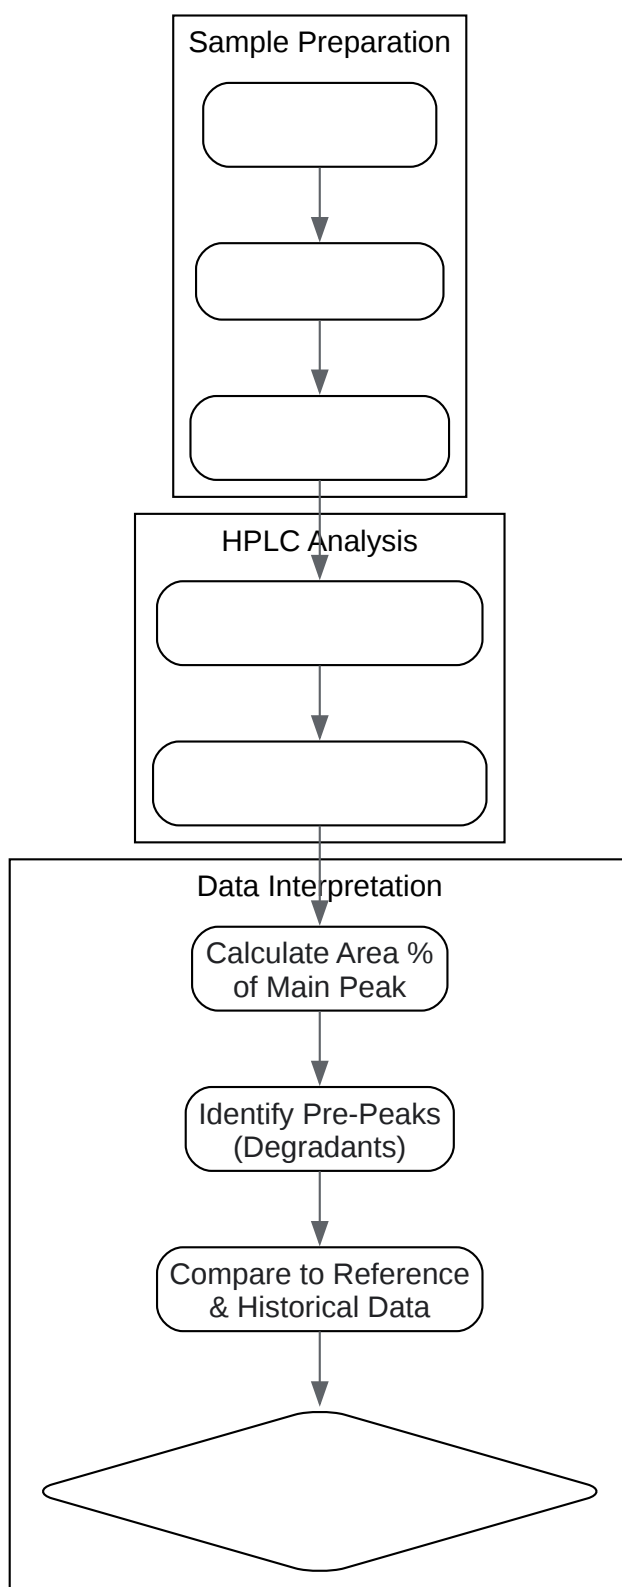 Sample Preparation
HPLC Analysis
Data Interpretation
Calculate Area %
of Main Peak
Identify Pre-Peaks
(Degradants)
Compare to Reference
& Historical Data